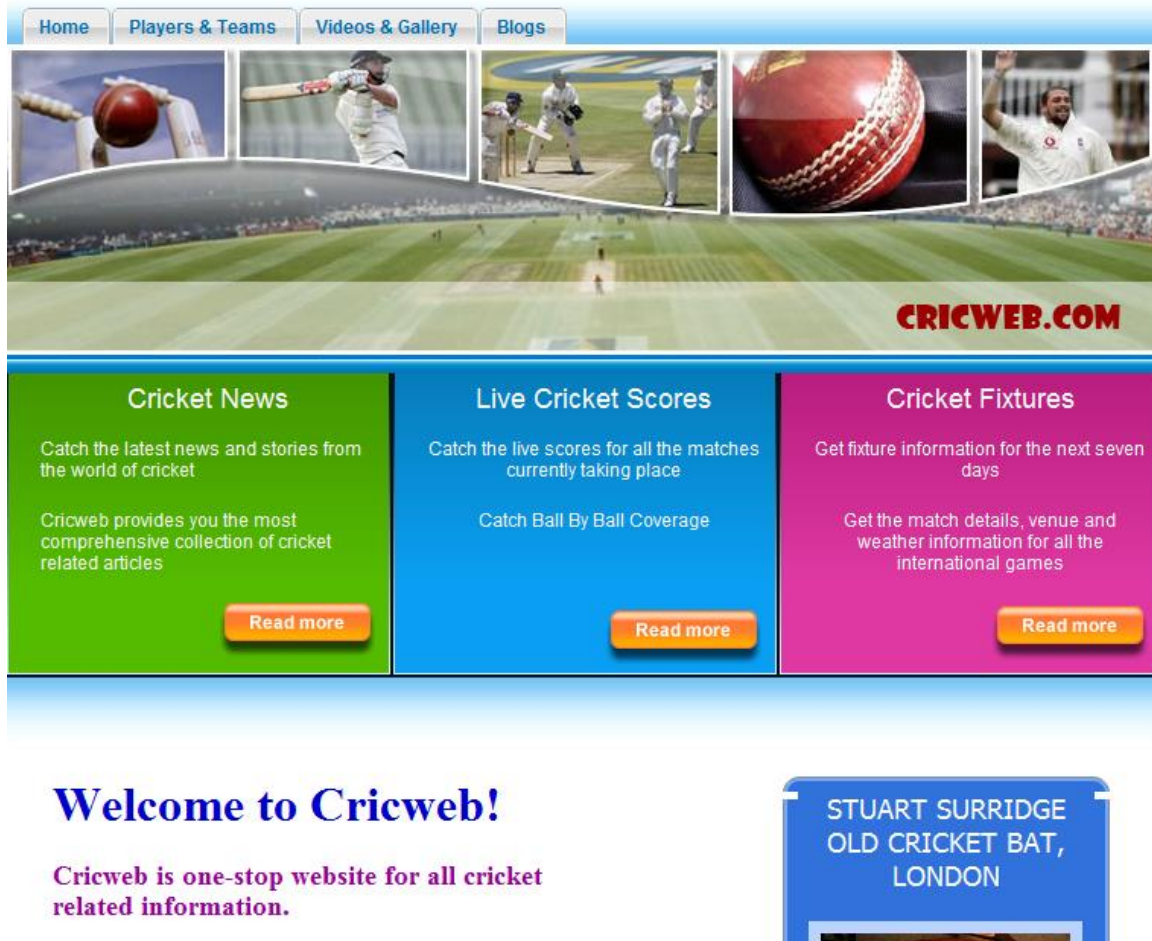 Home
Players & Teams
Videos & Gallery
Blogs
CRICWEB.COM
Cricket News
Catch the latest news and stories from
the world of cricket
Cricweb provides you the most
comprehensive collection of cricket
related articles
Read more
Live Cricket Scores
Catch the live scores for all the matches
currently taking place
Catch Ball By Ball Coverage
Read more
Cricket Fixtures
Get fixture information for the next seven
days
Get the match details, venue and
weather information for all the
international games
Read more
Welcome to Cricweb!
Cricweb is one-stop website for all cricket
related information.
STUART SURRIDGE
OLD CRICKET BAT,
LONDON